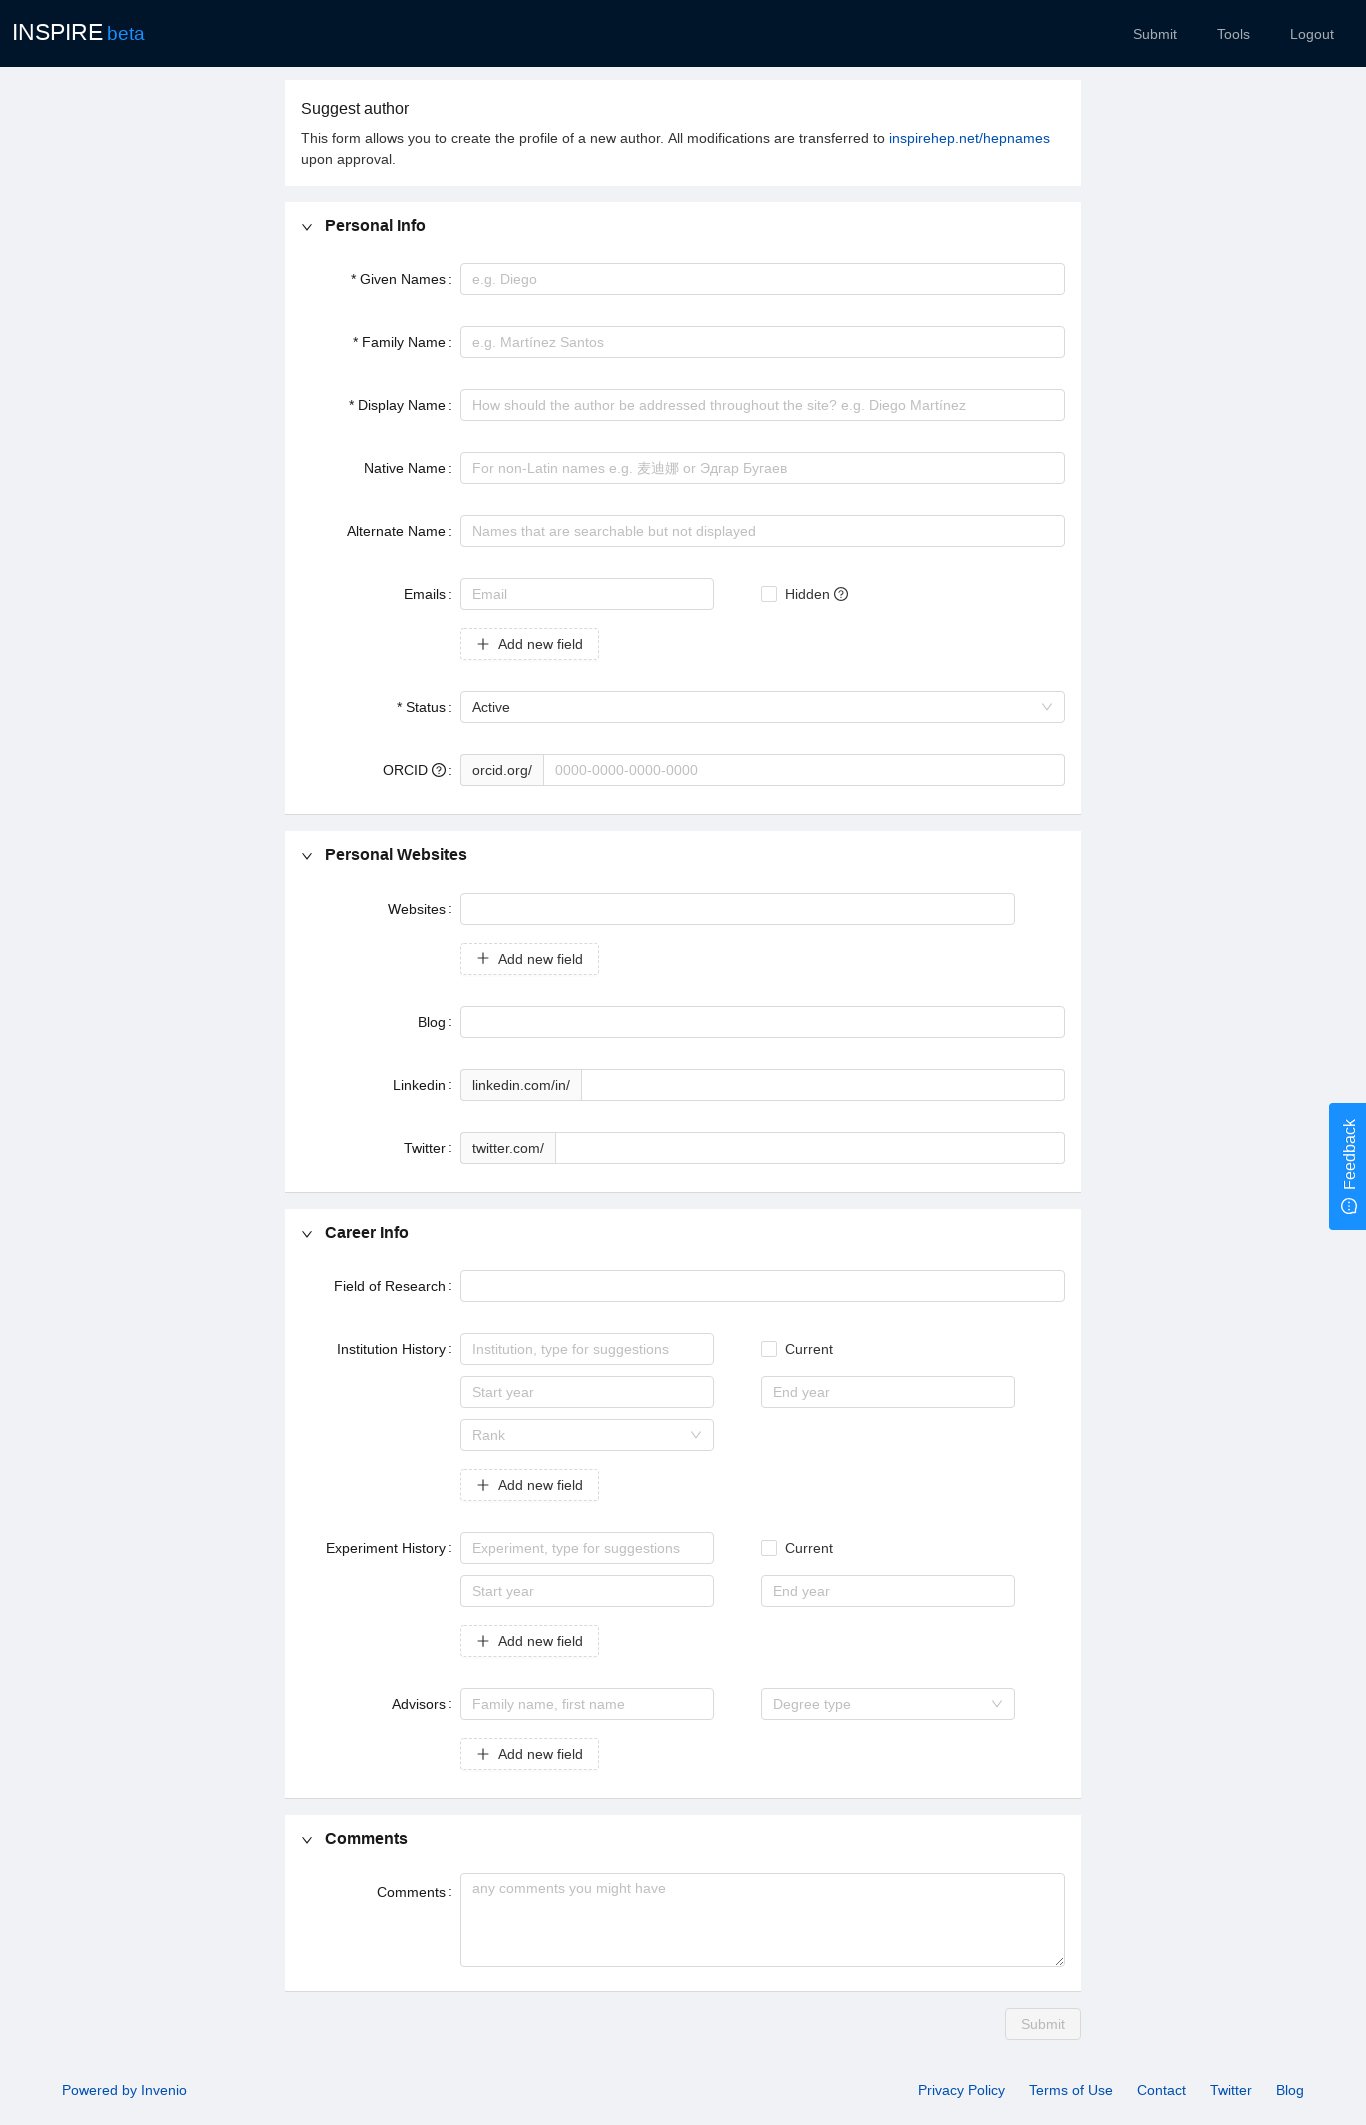 INSPIRE beta
Submit Tools Logout
Suggest author
This form allows you to create the profile of a new author. All modifications are transferred to inspirehep.net/hepnames
upon approval.
Personal Info
* Given Names: e.g. Diego
* Family Name: e.g. Martínez Santos
* Display Name: How should the author be addressed throughout the site? e.g. Diego Martínez
Native Name: For non-Latin names e.g. 麦迪娜 or Эдгар Бугаев
Alternate Name: Names that are searchable but not displayed
Emails: Email Hidden
Add new field
* Status: Active
ORCID : orcid.org/ 0000-0000-0000-0000
Personal Websites
Websites:
Add new field
Blog:
Linkedin: linkedin.com/in/
Twitter: twitter.com/
Feedback
Career Info
Field of Research:
Institution History: Institution, type for suggestions Current
Start year End year
Rank
Add new field
Experiment History: Experiment, type for suggestions Current
Start year End year
Add new field
Advisors: Family name, first name Degree type
Add new field
Comments
Comments: any comments you might have
Submit
Powered by Invenio
Privacy Policy Terms of Use Contact Twitter Blog